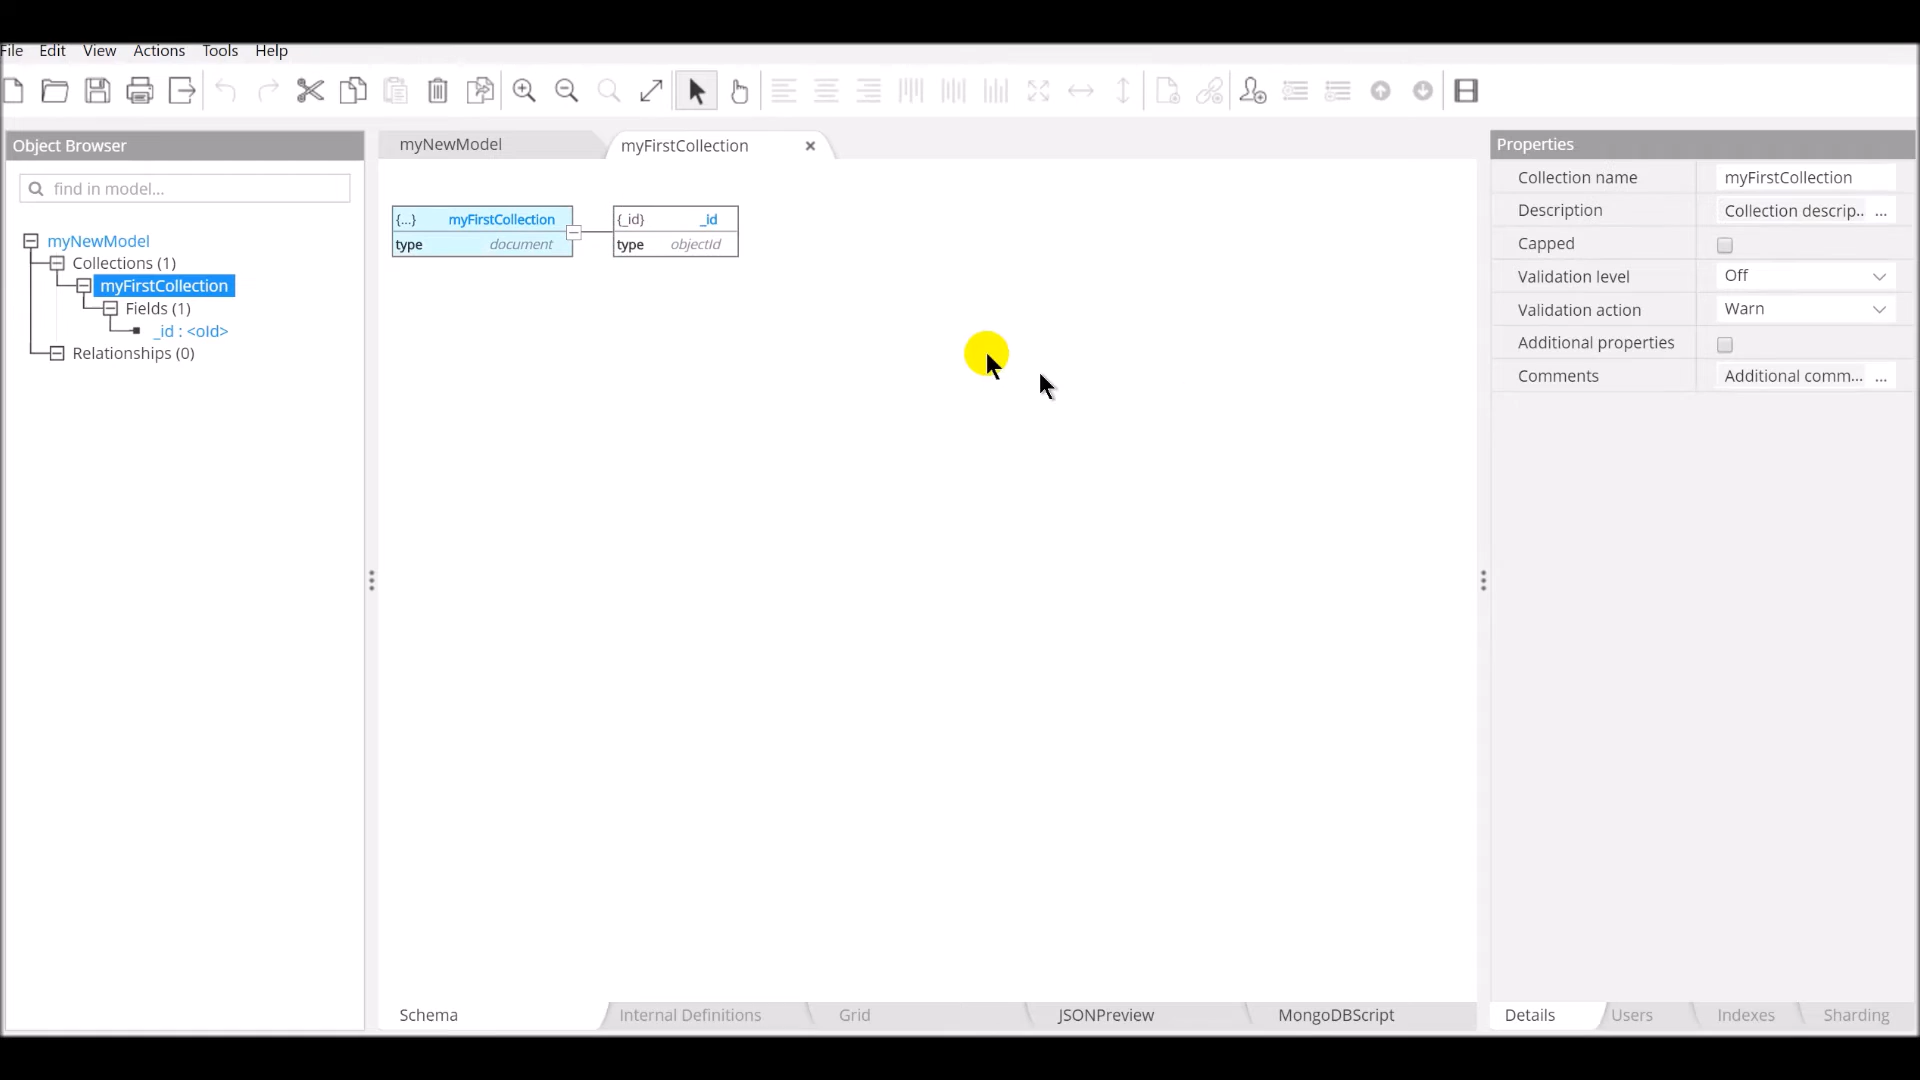 File Edit View Actions Tools Help
Object Browser
find in model...
myNewModel
Collections (1)
myFirstCollection
Fields (1)
_id : <oId>
Relationships (0)
myNewModel
myFirstCollection
{...} myFirstCollection
type document
{_id} _id
type objectId
Schema
Internal Definitions
Grid
JSONPreview
MongoDBScript
Properties
Collection name myFirstCollection
Description Collection descrip.. ...
Capped
Validation level Off
Validation action Warn
Additional properties
Comments Additional comm... ...
Details
Users
Indexes
Sharding